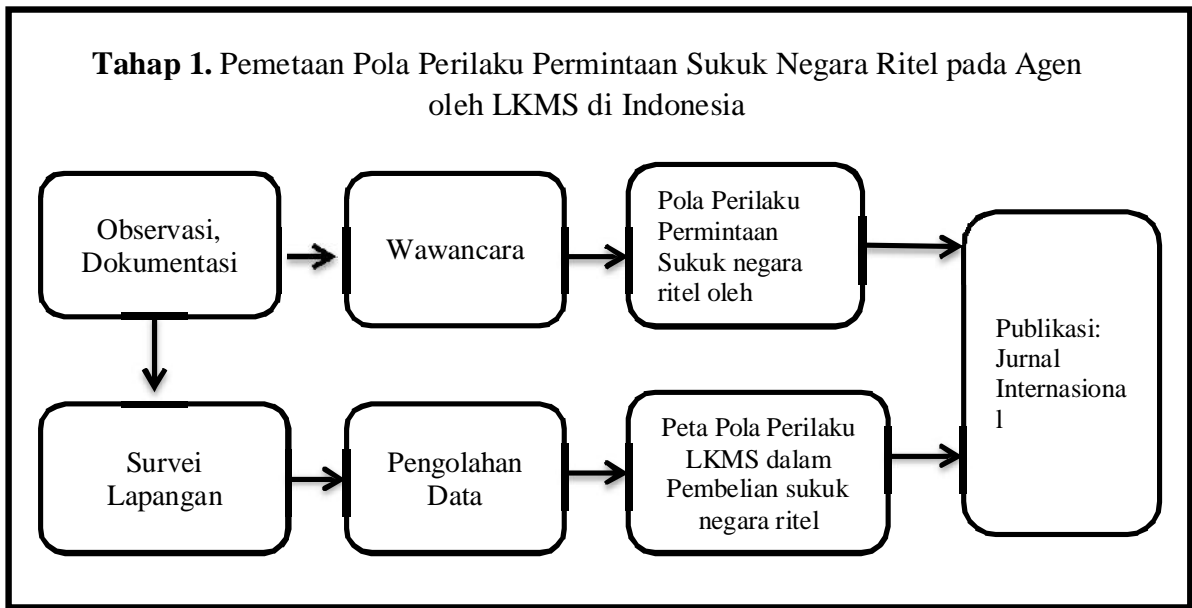 Tahap 1. Pemetaan Pola Perilaku Permintaan Sukuk Negara Ritel pada Agen
oleh LKMS di Indonesia
Observasi,
Dokumentasi
Wawancara
Pola Perilaku
Permintaan
Sukuk negara
ritel oleh
Publikasi:
Jurnal
Internasiona
l
Survei
Lapangan
Pengolahan
Data
Peta Pola Perilaku
LKMS dalam
Pembelian sukuk
negara ritel